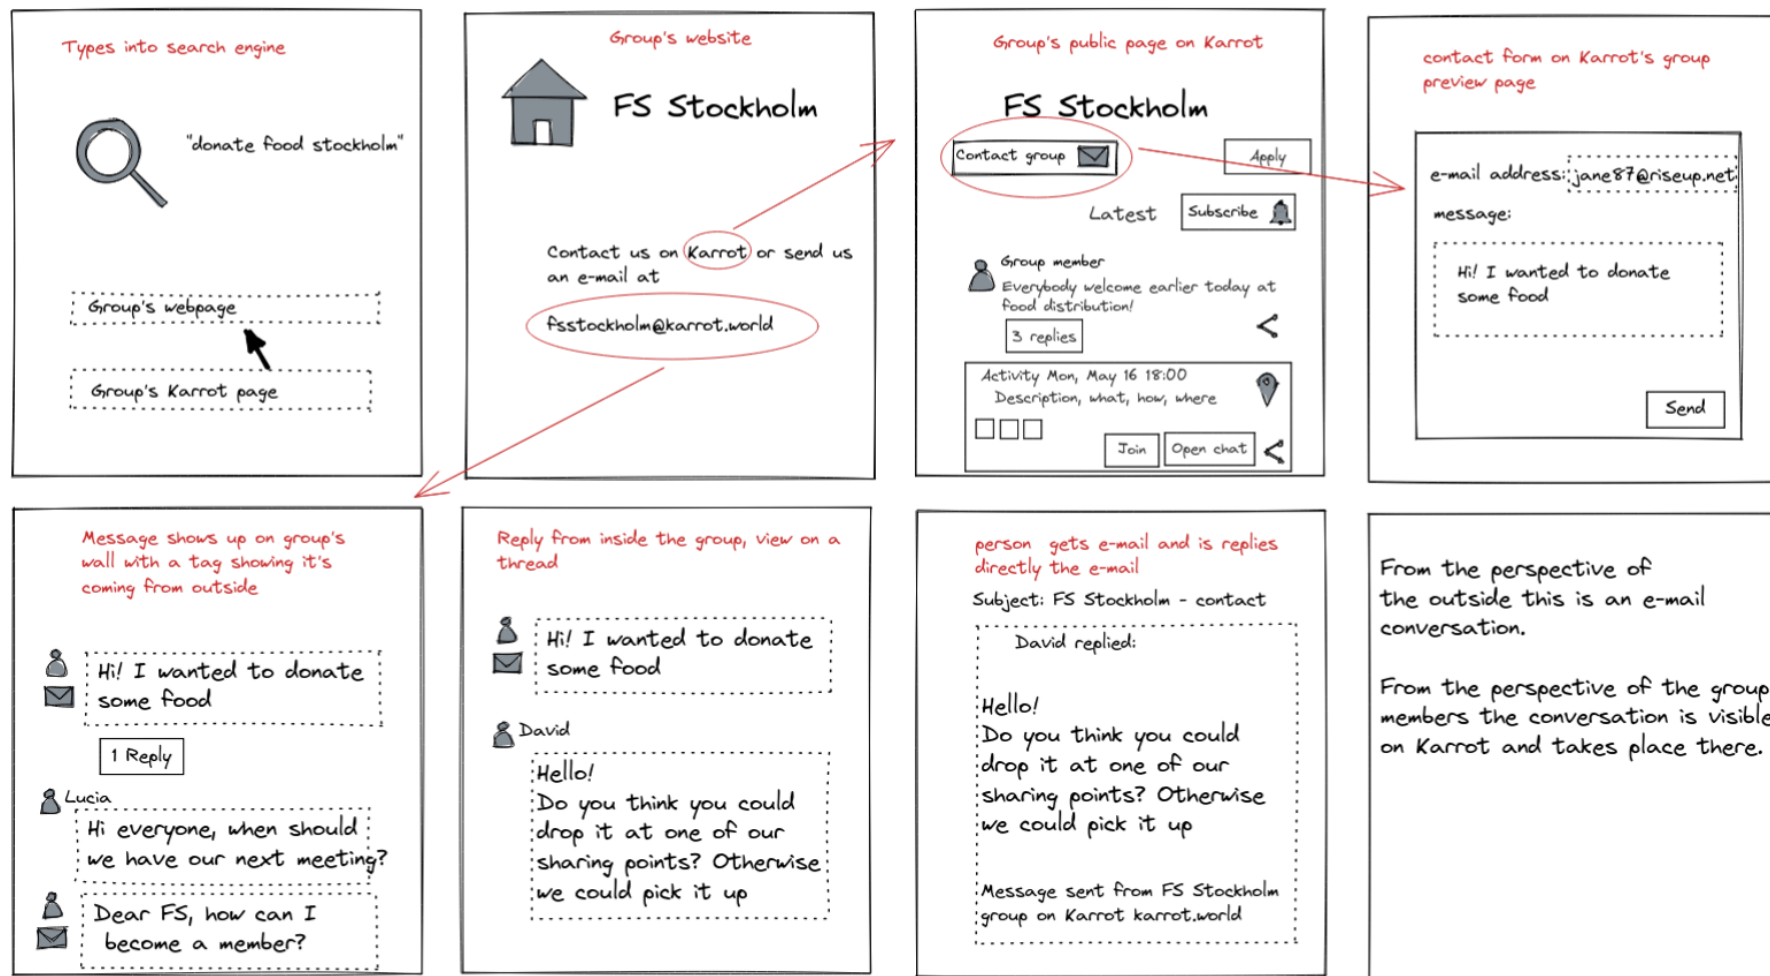 Types into search engine
"donate food stockholm"
Group's webpage
Group's Karrot page
Group's website
FS Stockholm
Contact us on Karrot or send us
an e-mail at
fsstockholm@karrot.world
Group's public page on Karrot
FS Stockholm
Contact group
Apply
Latest
Subscribe
Group member
Everybody welcome earlier today at
food distribution!
3 replies
Activity Mon, May 16 18:00
Description, what, how, where
Join
Open chat
contact form on Karrot's group
preview page
e-mail address: jane87@riseup.net
message:
Hi! I wanted to donate
some food
Send
Message shows up on group's
wall with a tag showing it's
coming from outside
Hi! I wanted to donate
some food
1 Reply
Lucia
Hi everyone, when should
we have our next meeting?
Dear FS, how can I
become a member?
Reply from inside the group, view on a
thread
Hi! I wanted to donate
some food
David
Hello!
Do you think you could
drop it at one of our
sharing points? Otherwise
we could pick it up
person gets e-mail and is replies
directly the e-mail
Subject: FS Stockholm - contact
David replied:
Hello!
Do you think you could
drop it at one of our
sharing points? Otherwise
we could pick it up
Message sent from FS Stockholm
group on Karrot karrot.world
From the perspective of
the outside this is an e-mail
conversation.
From the perspective of the group
members the conversation is visible
on Karrot and takes place there.